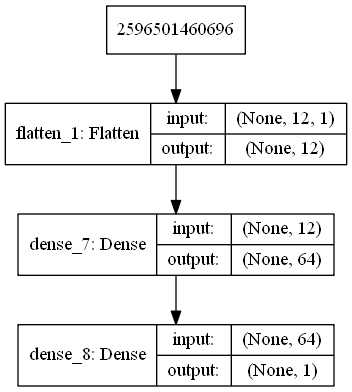 2596501460696
flatten_1: Flatten
input:
(None, 12, 1)
output:
(None, 12)
dense_7: Dense
input:
(None, 12)
output:
(None, 64)
dense_8: Dense
input:
(None, 64)
output:
(None, 1)